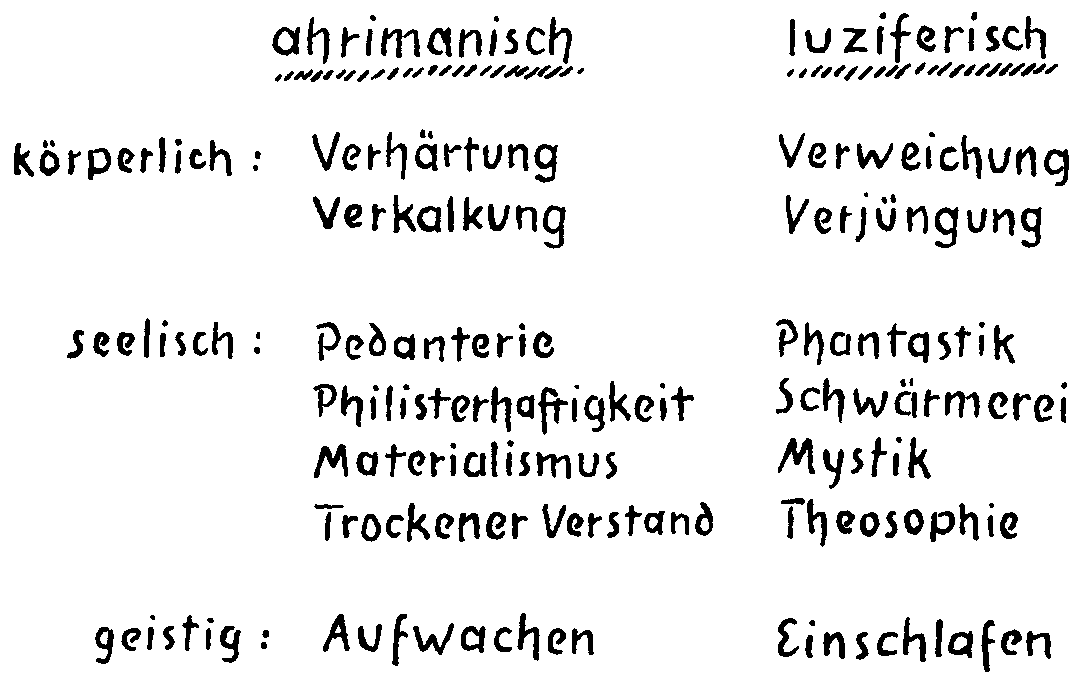 ahrimanisch luziferisch
körperlich : Verhärtung Verweichung
Verkalkung Verjüngung
seelisch : Pedanterie Phantastik
Philisterhaftigkeit Schwärmerei
Materialismus Mystik
Trockener Verstand Theosophie
geistig : Aufwachen Einschlafen